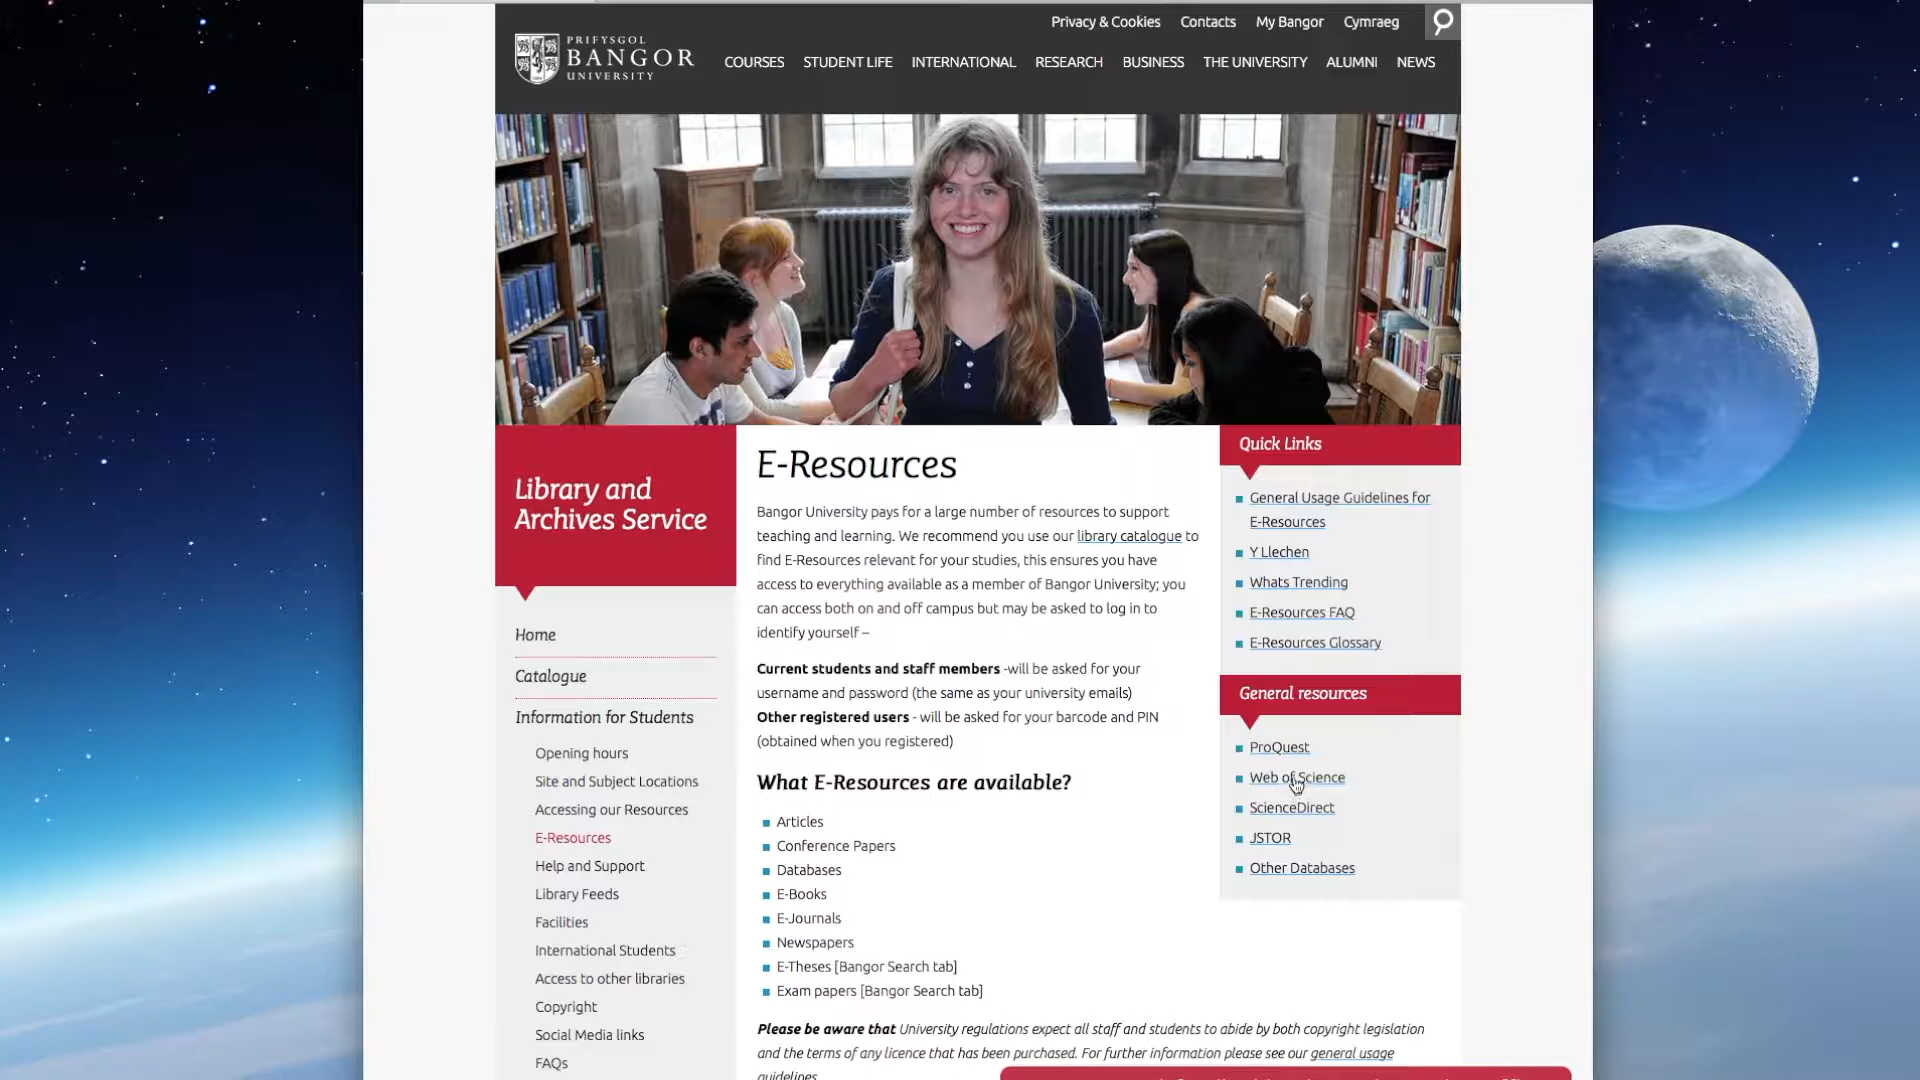 Privacy & Cookies Contacts My Bangor Cymraeg
PRIFYSGOL
BANGOR
UNIVERSITY
COURSES STUDENT LIFE INTERNATIONAL RESEARCH BUSINESS THE UNIVERSITY ALUMNI NEWS
Library and
Archives Service
Home
Catalogue
Information for Students
Opening hours
Site and Subject Locations
Accessing our Resources
E-Resources
Help and Support
Library Feeds
Facilities
International Students
Access to other libraries
Copyright
Social Media links
FAQs
E-Resources
Bangor University pays for a large number of resources to support
teaching and learning. We recommend you use our library catalogue to
find E-Resources relevant for your studies, this ensures you have
access to everything available as a member of Bangor University; you
can access both on and off campus but may be asked to log in to
identify yourself –
Current students and staff members -will be asked for your
username and password (the same as your university emails)
Other registered users - will be asked for your barcode and PIN
(obtained when you registered)
What E-Resources are available?
Articles
Conference Papers
Databases
E-Books
E-Journals
Newspapers
E-Theses [Bangor Search tab]
Exam papers [Bangor Search tab]
Please be aware that University regulations expect all staff and students to abide by both copyright legislation
and the terms of any licence that has been purchased. For further information please see our general usage
guidelines
Quick Links
General Usage Guidelines for
E-Resources
Y Llechen
Whats Trending
E-Resources FAQ
E-Resources Glossary
General resources
ProQuest
Web of Science
ScienceDirect
JSTOR
Other Databases